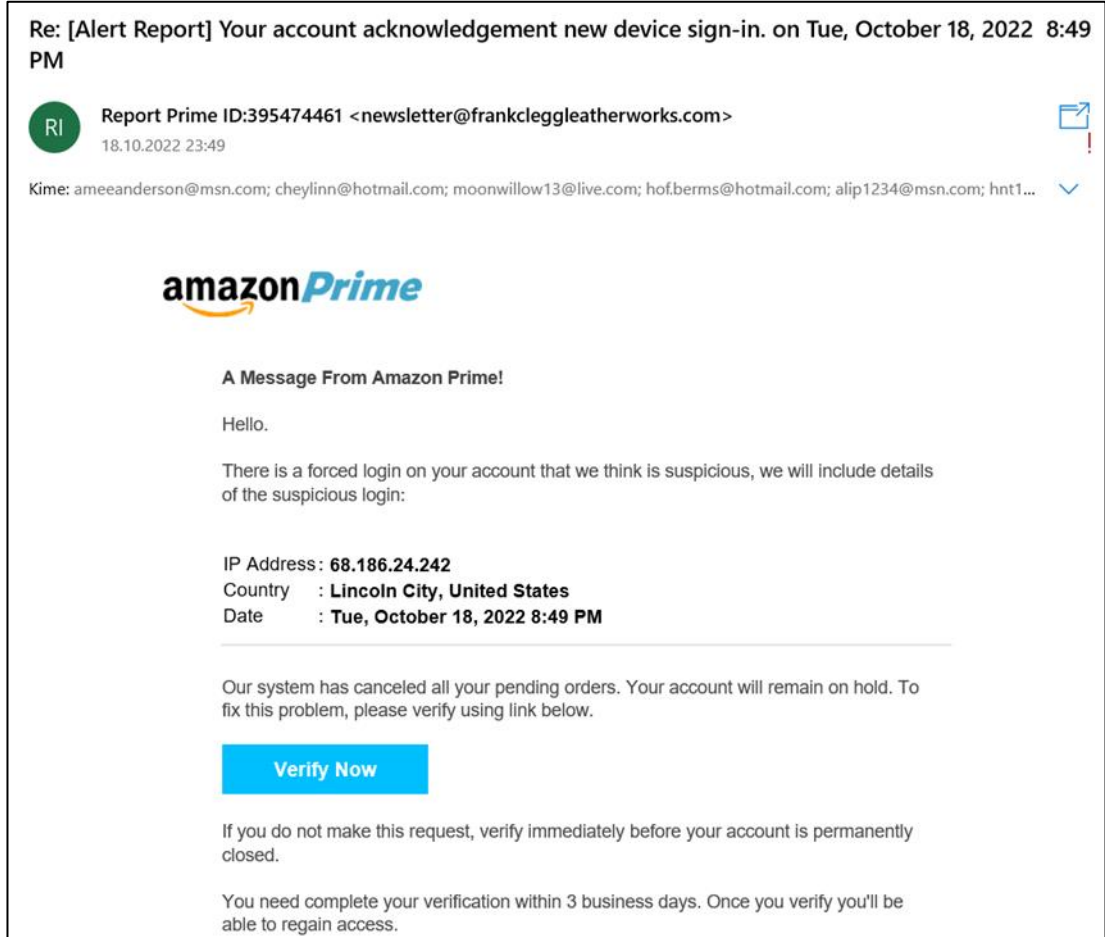 Re: [Alert Report] Your account acknowledgement new device sign-in. on Tue, October 18, 2022 8:49
PM
RI
Report Prime ID:395474461 <newsletter@frankcleggleatherworks.com>
18.10.2022 23:49
!
Kime: ameeanderson@msn.com; cheylinn@hotmail.com; moonwillow13@live.com; hof.berms@hotmail.com; alip1234@msn.com; hnt1...
amazonPrime
A Message From Amazon Prime!
Hello.
There is a forced login on your account that we think is suspicious, we will include details
of the suspicious login:
IP Address: 68.186.24.242
Country : Lincoln City, United States
Date : Tue, October 18, 2022 8:49 PM
Our system has canceled all your pending orders. Your account will remain on hold. To
fix this problem, please verify using link below.
Verify Now
If you do not make this request, verify immediately before your account is permanently
closed.
You need complete your verification within 3 business days. Once you verify you'll be
able to regain access.